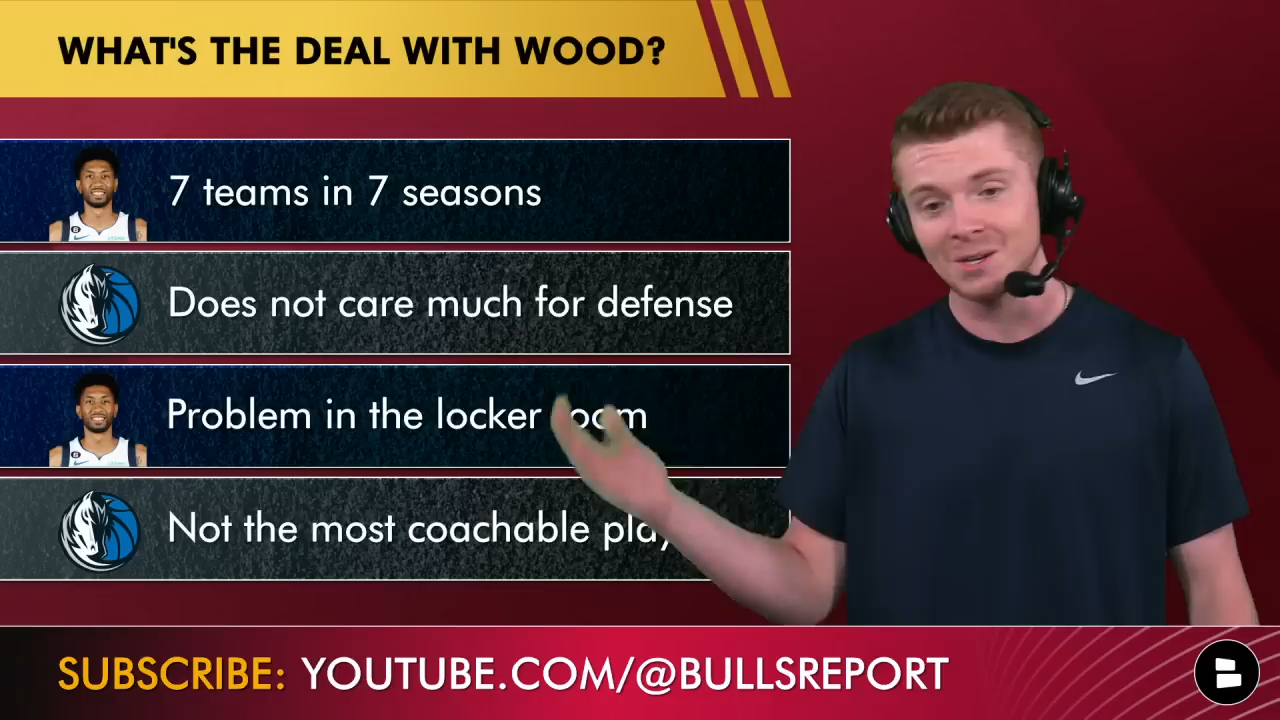 WHAT'S THE DEAL WITH WOOD?
7 teams in 7 seasons
Does not care much for defense
Problem in the locker
Not the most coachable
SUBSCRIBE: YOUTUBE.COM/@BULLSREPORT